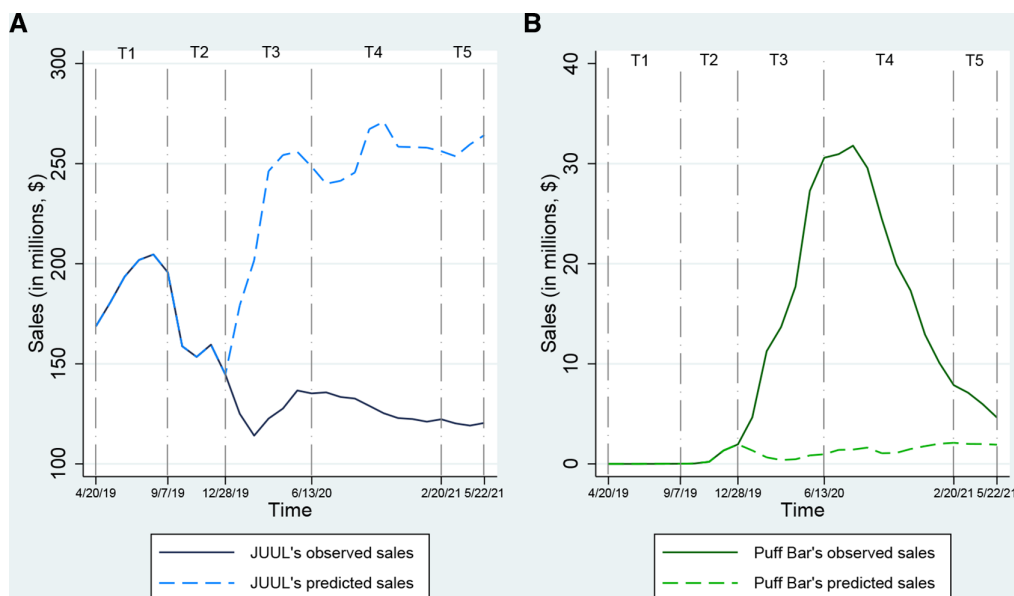 A
T1 T2 T3 T4 T5
300
250
200
150
100
Sales (in millions, $)
4/20/19 9/7/19 12/28/19 6/13/20 2/20/21 5/22/21
Time
JUUL's observed sales
JUUL's predicted sales
B
T1 T2 T3 T4 T5
40
30
20
10
0
Sales (in millions, $)
4/20/19 9/7/19 12/28/19 6/13/20 2/20/21 5/22/21
Time
Puff Bar's observed sales
Puff Bar's predicted sales